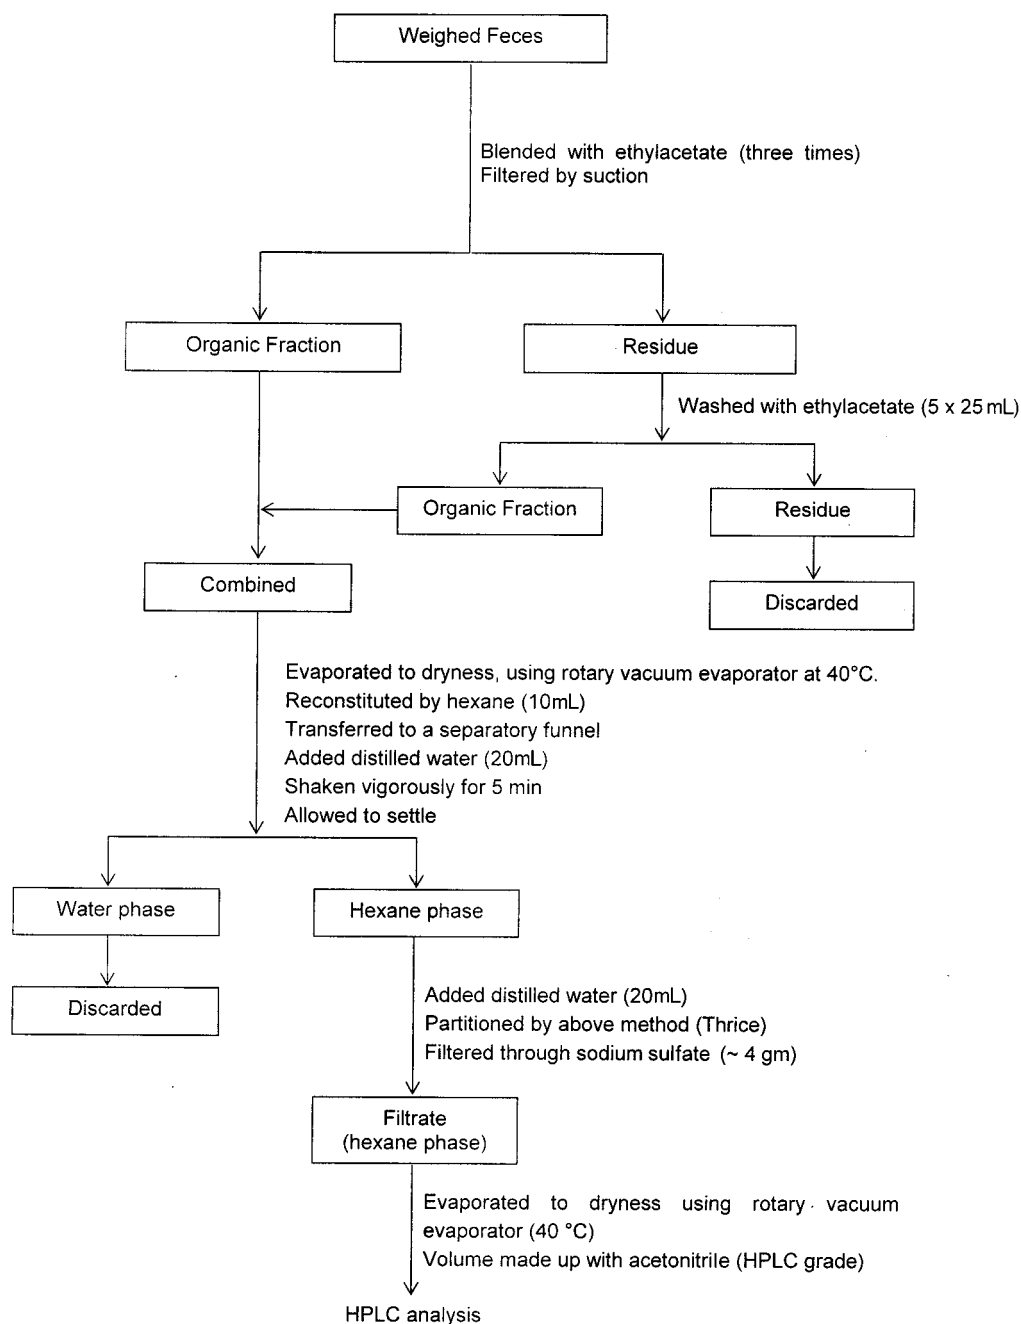 Weighed Feces
Blended with ethylacetate (three times)
Filtered by suction
Organic Fraction
Residue
Washed with ethylacetate (5 x 25 mL)
Organic Fraction
Residue
Combined
Discarded
Evaporated to dryness, using rotary vacuum evaporator at 40°C.
Reconstituted by hexane (10mL)
Transferred to a separatory funnel
Added distilled water (20mL)
Shaken vigorously for 5 min
Allowed to settle
Water phase
Hexane phase
Discarded
Added distilled water (20mL)
Partitioned by above method (Thrice)
Filtered through sodium sulfate (~ 4 gm)
Filtrate
(hexane phase)
Evaporated to dryness using rotary vacuum
evaporator (40 °C)
Volume made up with acetonitrile (HPLC grade)
HPLC analysis